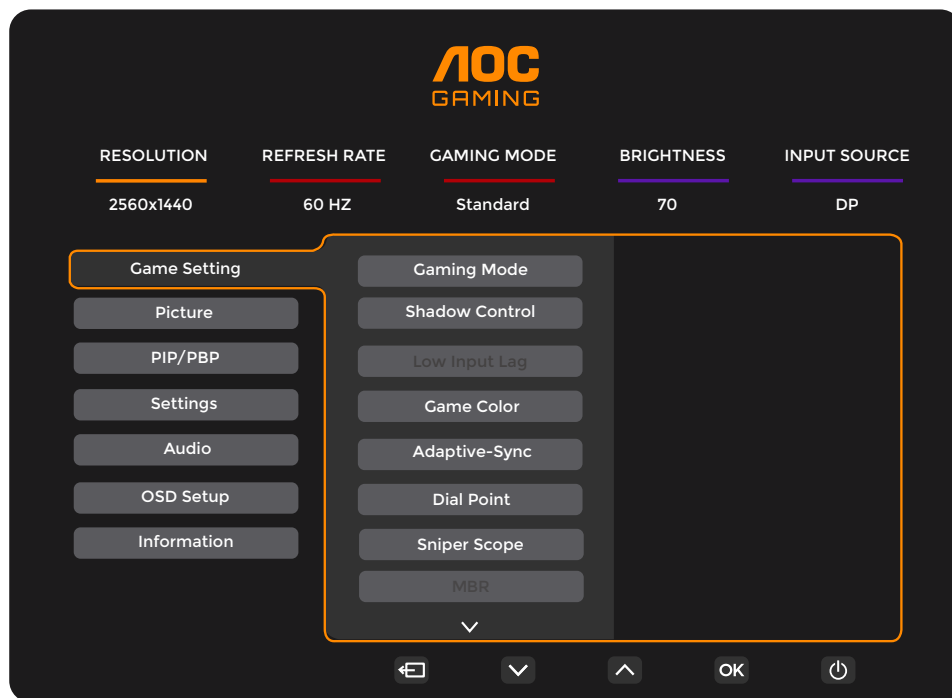 AOC
GAMING
RESOLUTION REFRESH RATE GAMING MODE BRIGHTNESS INPUT SOURCE
2560x1440 60 HZ Standard 70 DP
Game Setting
Picture
PIP/PBP
Settings
Audio
OSD Setup
Information
Gaming Mode
Shadow Control
Low Input Lag
Game Color
Adaptive-Sync
Dial Point
Sniper Scope
MBR
OK